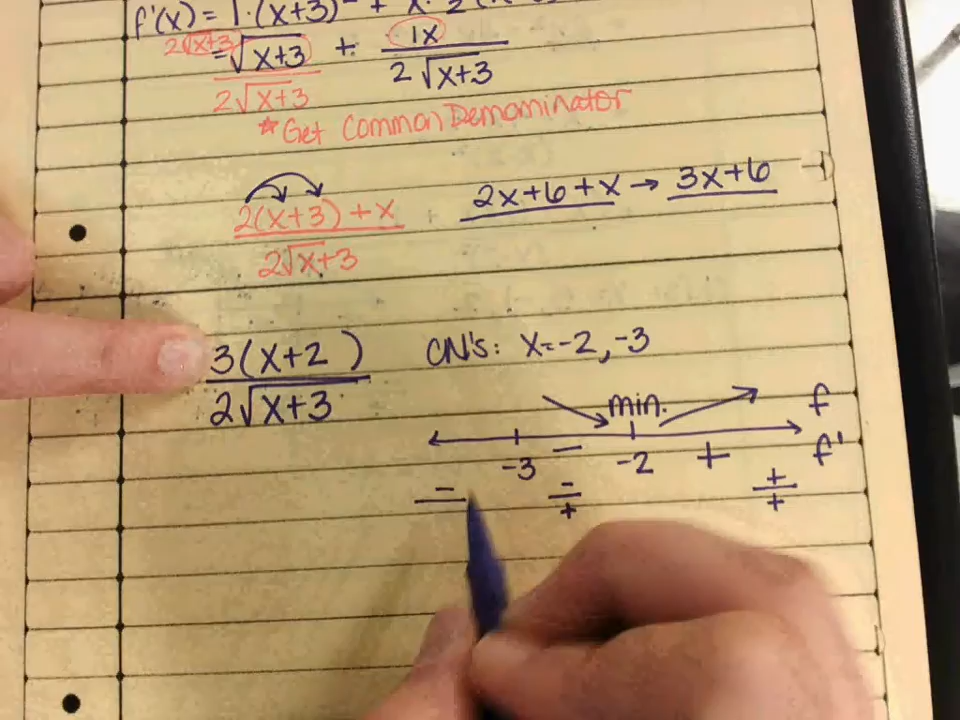 f'(x) = 1·(x+3) + x·
2√x+3 = √x+3 + 1x
2√x+3 2√x+3
* Get Common Demominator
2(x+3) + x 2x+6+x → 3x+6
2√x+3
3(x+2 ) CN's: x=-2, -3
2√x+3
min. f
-3 − -2 + f'
− − +
+ +